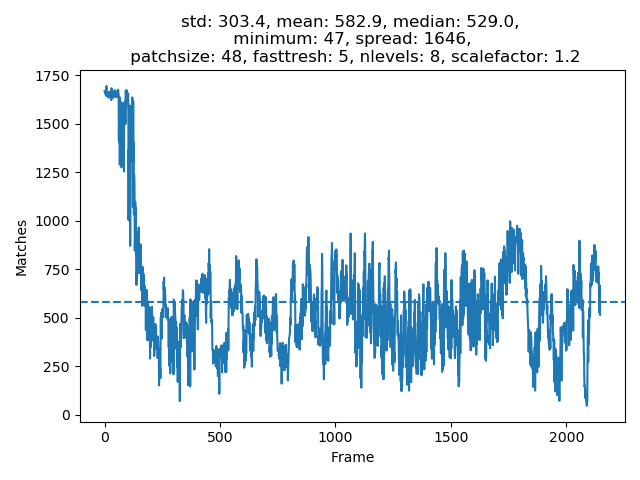 std: 303.4, mean: 582.9, median: 529.0,
minimum: 47, spread: 1646,
patchsize: 48, fasttresh: 5, nlevels: 8, scalefactor: 1.2
1750
1500
1250
1000
750
500
250
0
Matches
0 500 1000 1500 2000
Frame